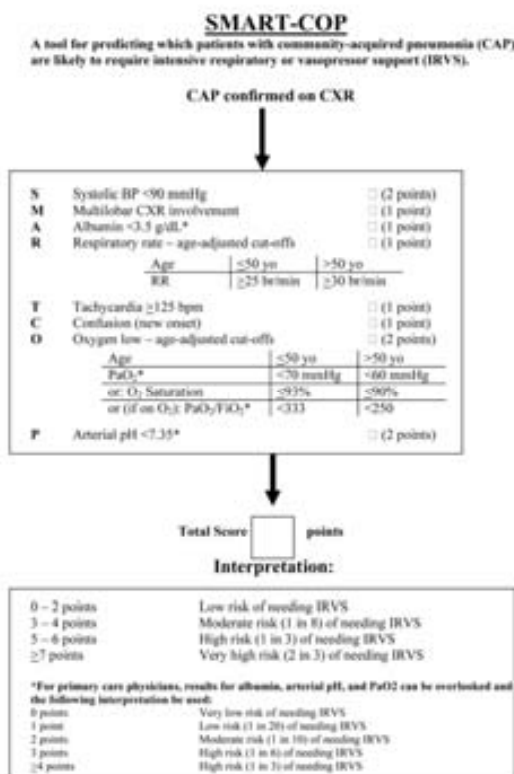 SMART-COP
A tool for predicting which patients with community-acquired pneumonia (CAP)
are likely to require intensive respiratory or vasopressor support (IRVS).
CAP confirmed on CXR
S Systolic BP <90 mmHg □ (2 points)
M Multilobar CXR involvement □ (1 point)
A Albumin <3.5 g/dL* □ (1 point)
R Respiratory rate – age-adjusted cut-offs □ (1 point)
Age ≤50 yo >50 yo
RR ≥25 br/min ≥30 br/min
T Tachycardia ≥125 bpm □ (1 point)
C Confusion (new onset) □ (1 point)
O Oxygen low – age-adjusted cut-offs □ (2 points)
Age ≤50 yo >50 yo
PaO₂* <70 mmHg <60 mmHg
or: O₂ Saturation ≤93% ≤90%
or (if on O₂): PaO₂/FiO₂* <333 <250
P Arterial pH <7.35* □ (2 points)
Total Score points
Interpretation:
0 – 2 points Low risk of needing IRVS
3 – 4 points Moderate risk (1 in 8) of needing IRVS
5 – 6 points High risk (1 in 3) of needing IRVS
≥7 points Very high risk (2 in 3) of needing IRVS
*For primary care physicians, results for albumin, arterial pH, and PaO2 can be overlooked and
the following interpretation be used:
0 points Very low risk of needing IRVS
1 point Low risk (1 in 20) of needing IRVS
2 points Moderate risk (1 in 10) of needing IRVS
3 points High risk (1 in 6) of needing IRVS
≥4 points High risk (1 in 3) of needing IRVS